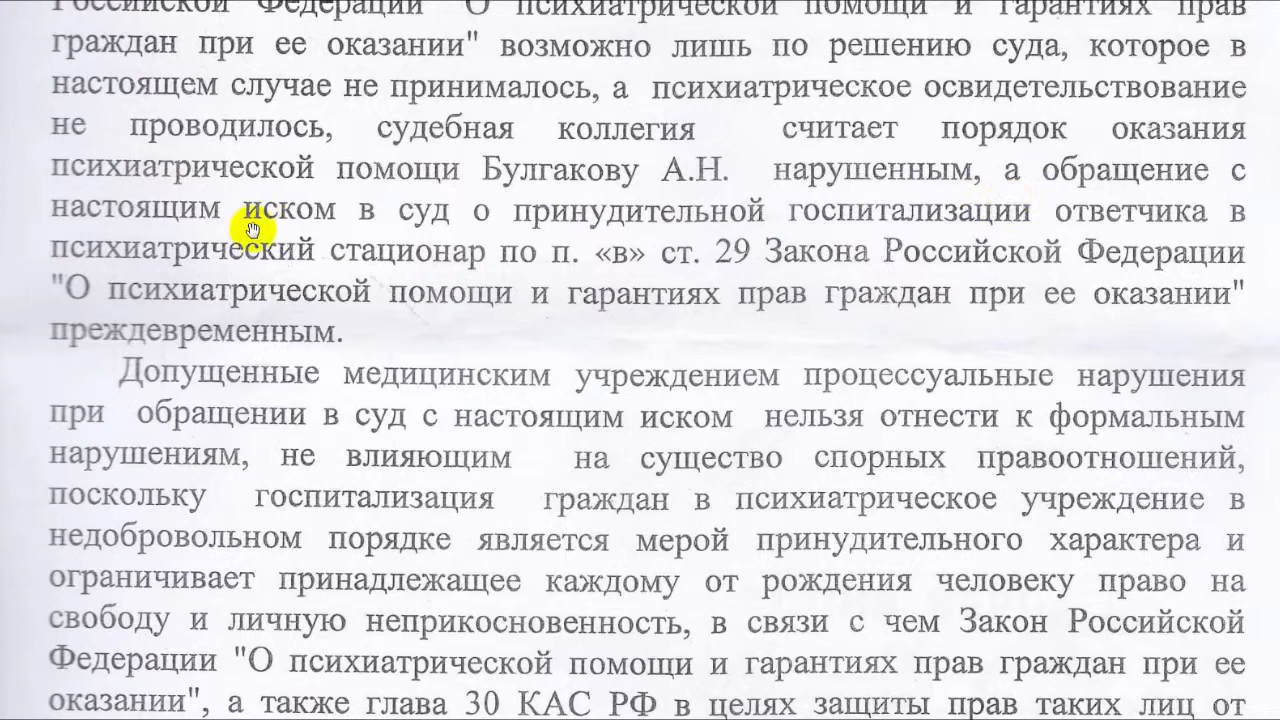 Российской Федерации "О психиатрической помощи и гарантиях прав
граждан при ее оказании" возможно лишь по решению суда, которое в
настоящем случае не принималось, а психиатрическое освидетельствование
не проводилось, судебная коллегия считает порядок оказания
психиатрической помощи Булгакову А.Н. нарушенным, а обращение с
настоящим иском в суд о принудительной госпитализации ответчика в
психиатрический стационар по п. «в» ст. 29 Закона Российской Федерации
"О психиатрической помощи и гарантиях прав граждан при ее оказании"
преждевременным.
Допущенные медицинским учреждением процессуальные нарушения
при обращении в суд с настоящим иском нельзя отнести к формальным
нарушениям, не влияющим на существо спорных правоотношений,
поскольку госпитализация граждан в психиатрическое учреждение в
недобровольном порядке является мерой принудительного характера и
ограничивает принадлежащее каждому от рождения человеку право на
свободу и личную неприкосновенность, в связи с чем Закон Российской
Федерации "О психиатрической помощи и гарантиях прав граждан при ее
оказании", а также глава 30 КАС РФ в целях защиты прав таких лиц от